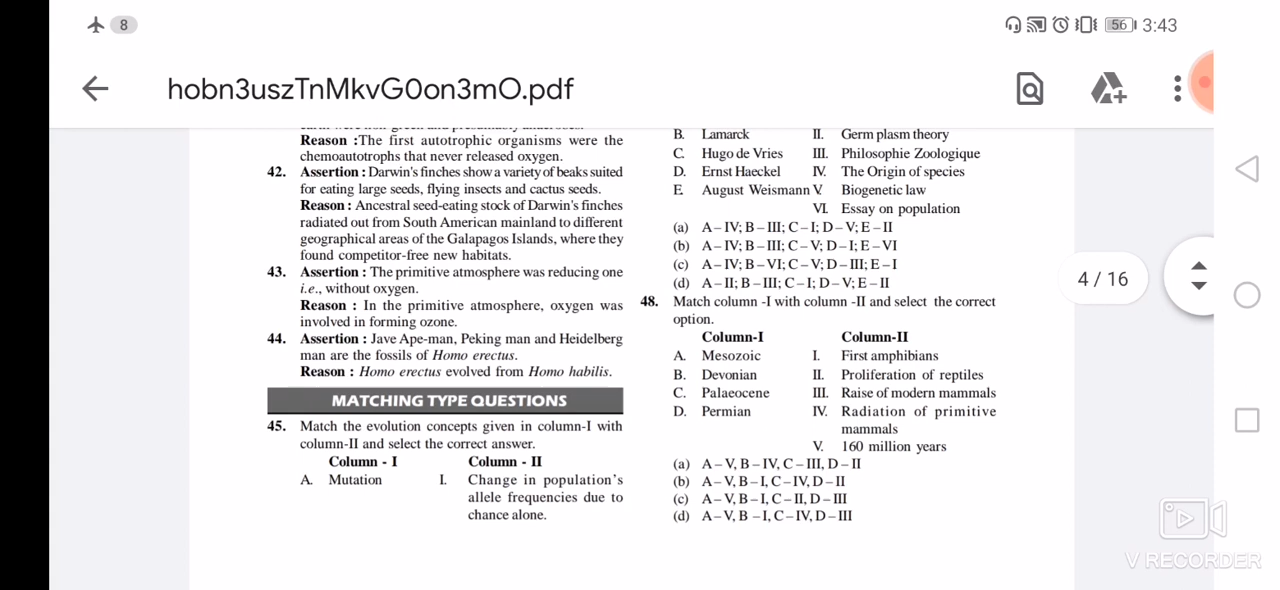 8
56 3:43
hobn3uszTnMkvG0on3mO.pdf
Reason :The first autotrophic organisms were the
chemoautotrophs that never released oxygen.
42. Assertion : Darwin's finches show a variety of beaks suited
for eating large seeds, flying insects and cactus seeds.
Reason : Ancestral seed-eating stock of Darwin's finches
radiated out from South American mainland to different
geographical areas of the Galapagos Islands, where they
found competitor-free new habitats.
43. Assertion : The primitive atmosphere was reducing one
i.e., without oxygen.
Reason : In the primitive atmosphere, oxygen was
involved in forming ozone.
44. Assertion : Jave Ape-man, Peking man and Heidelberg
man are the fossils of Homo erectus.
Reason : Homo erectus evolved from Homo habilis.
MATCHING TYPE QUESTIONS
45. Match the evolution concepts given in column-I with
column-II and select the correct answer.
Column - I Column - II
A. Mutation I. Change in population's
allele frequencies due to
chance alone.
B. Lamarck II. Germ plasm theory
C. Hugo de Vries III. Philosophie Zoologique
D. Ernst Haeckel IV. The Origin of species
E. August Weismann V. Biogenetic law
VI. Essay on population
(a) A – IV; B – III; C – I; D – V; E – II
(b) A – IV; B – III; C – V; D – I; E – VI
(c) A – IV; B – VI; C – V; D – III; E – I
(d) A – II; B – III; C – I; D – V; E – II
48. Match column -I with column -II and select the correct
option.
Column-I Column-II
A. Mesozoic I. First amphibians
B. Devonian II. Proliferation of reptiles
C. Palaeocene III. Raise of modern mammals
D. Permian IV. Radiation of primitive
mammals
V. 160 million years
(a) A – V, B – IV, C – III, D – II
(b) A – V, B – I, C – IV, D – II
(c) A – V, B – I, C – II, D – III
(d) A – V, B – I, C – IV, D – III
4 / 16
V RECORDER